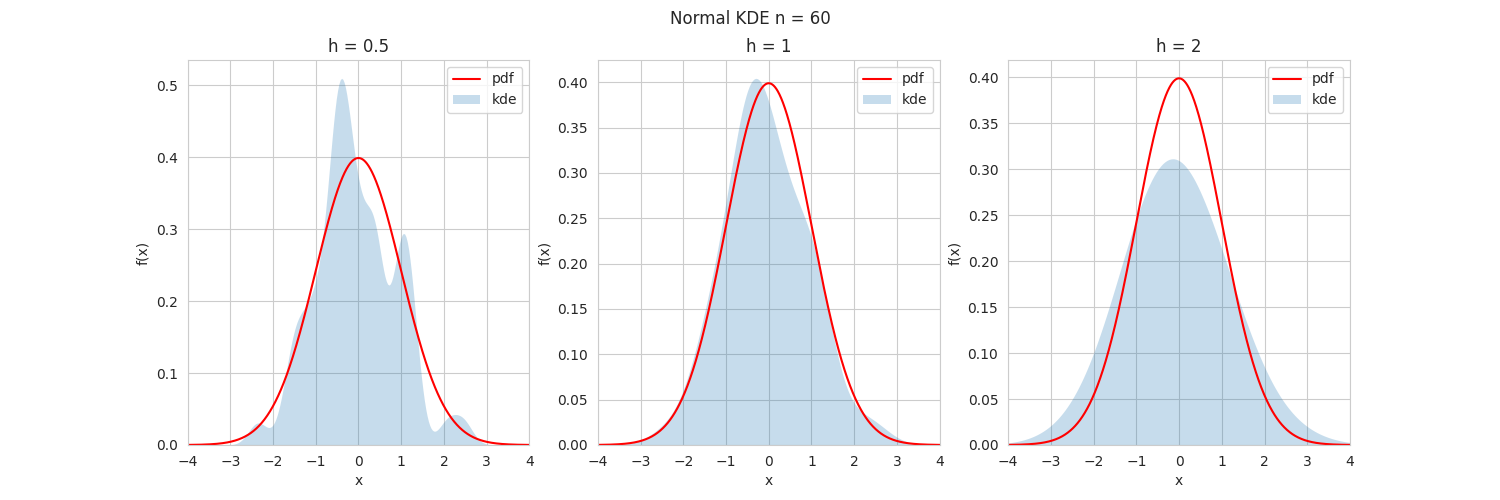 Normal KDE n = 60
h = 0.5
pdf
kde
f(x)
0.5
0.4
0.3
0.2
0.1
0.0
−4 −3 −2 −1 0 1 2 3 4
x
h = 1
pdf
kde
f(x)
0.40
0.35
0.30
0.25
0.20
0.15
0.10
0.05
0.00
−4 −3 −2 −1 0 1 2 3 4
x
h = 2
pdf
kde
f(x)
0.40
0.35
0.30
0.25
0.20
0.15
0.10
0.05
0.00
−4 −3 −2 −1 0 1 2 3 4
x